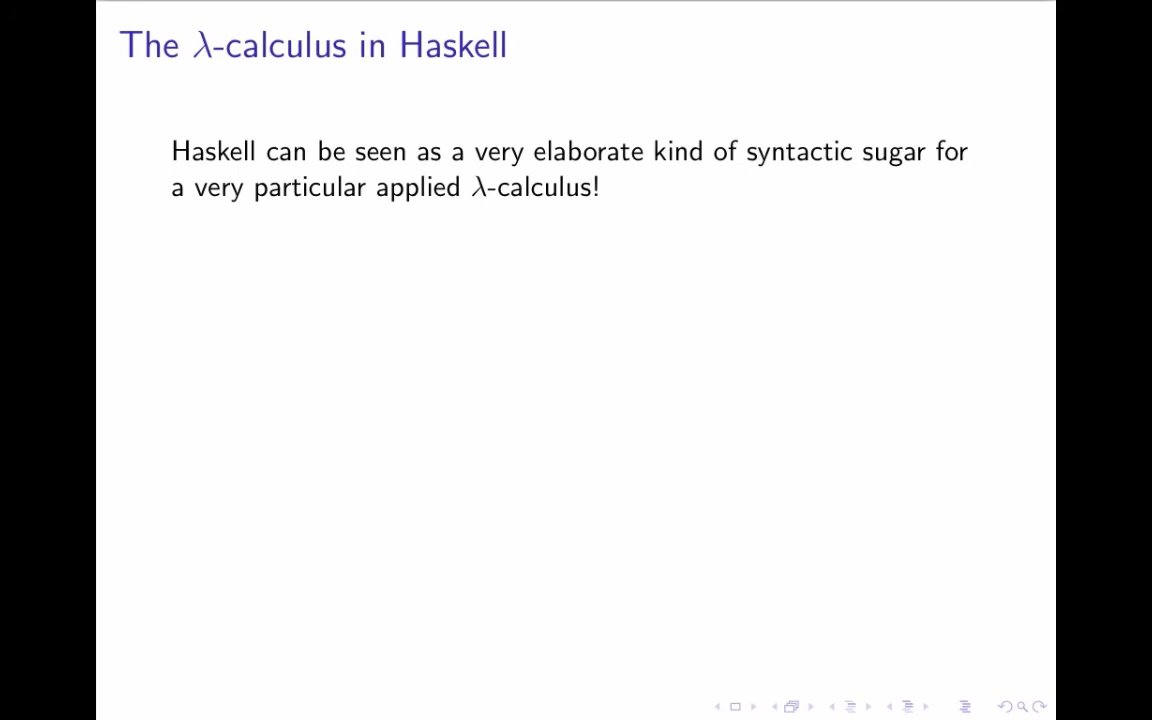 The λ-calculus in Haskell
Haskell can be seen as a very elaborate kind of syntactic sugar for
a very particular applied λ-calculus!